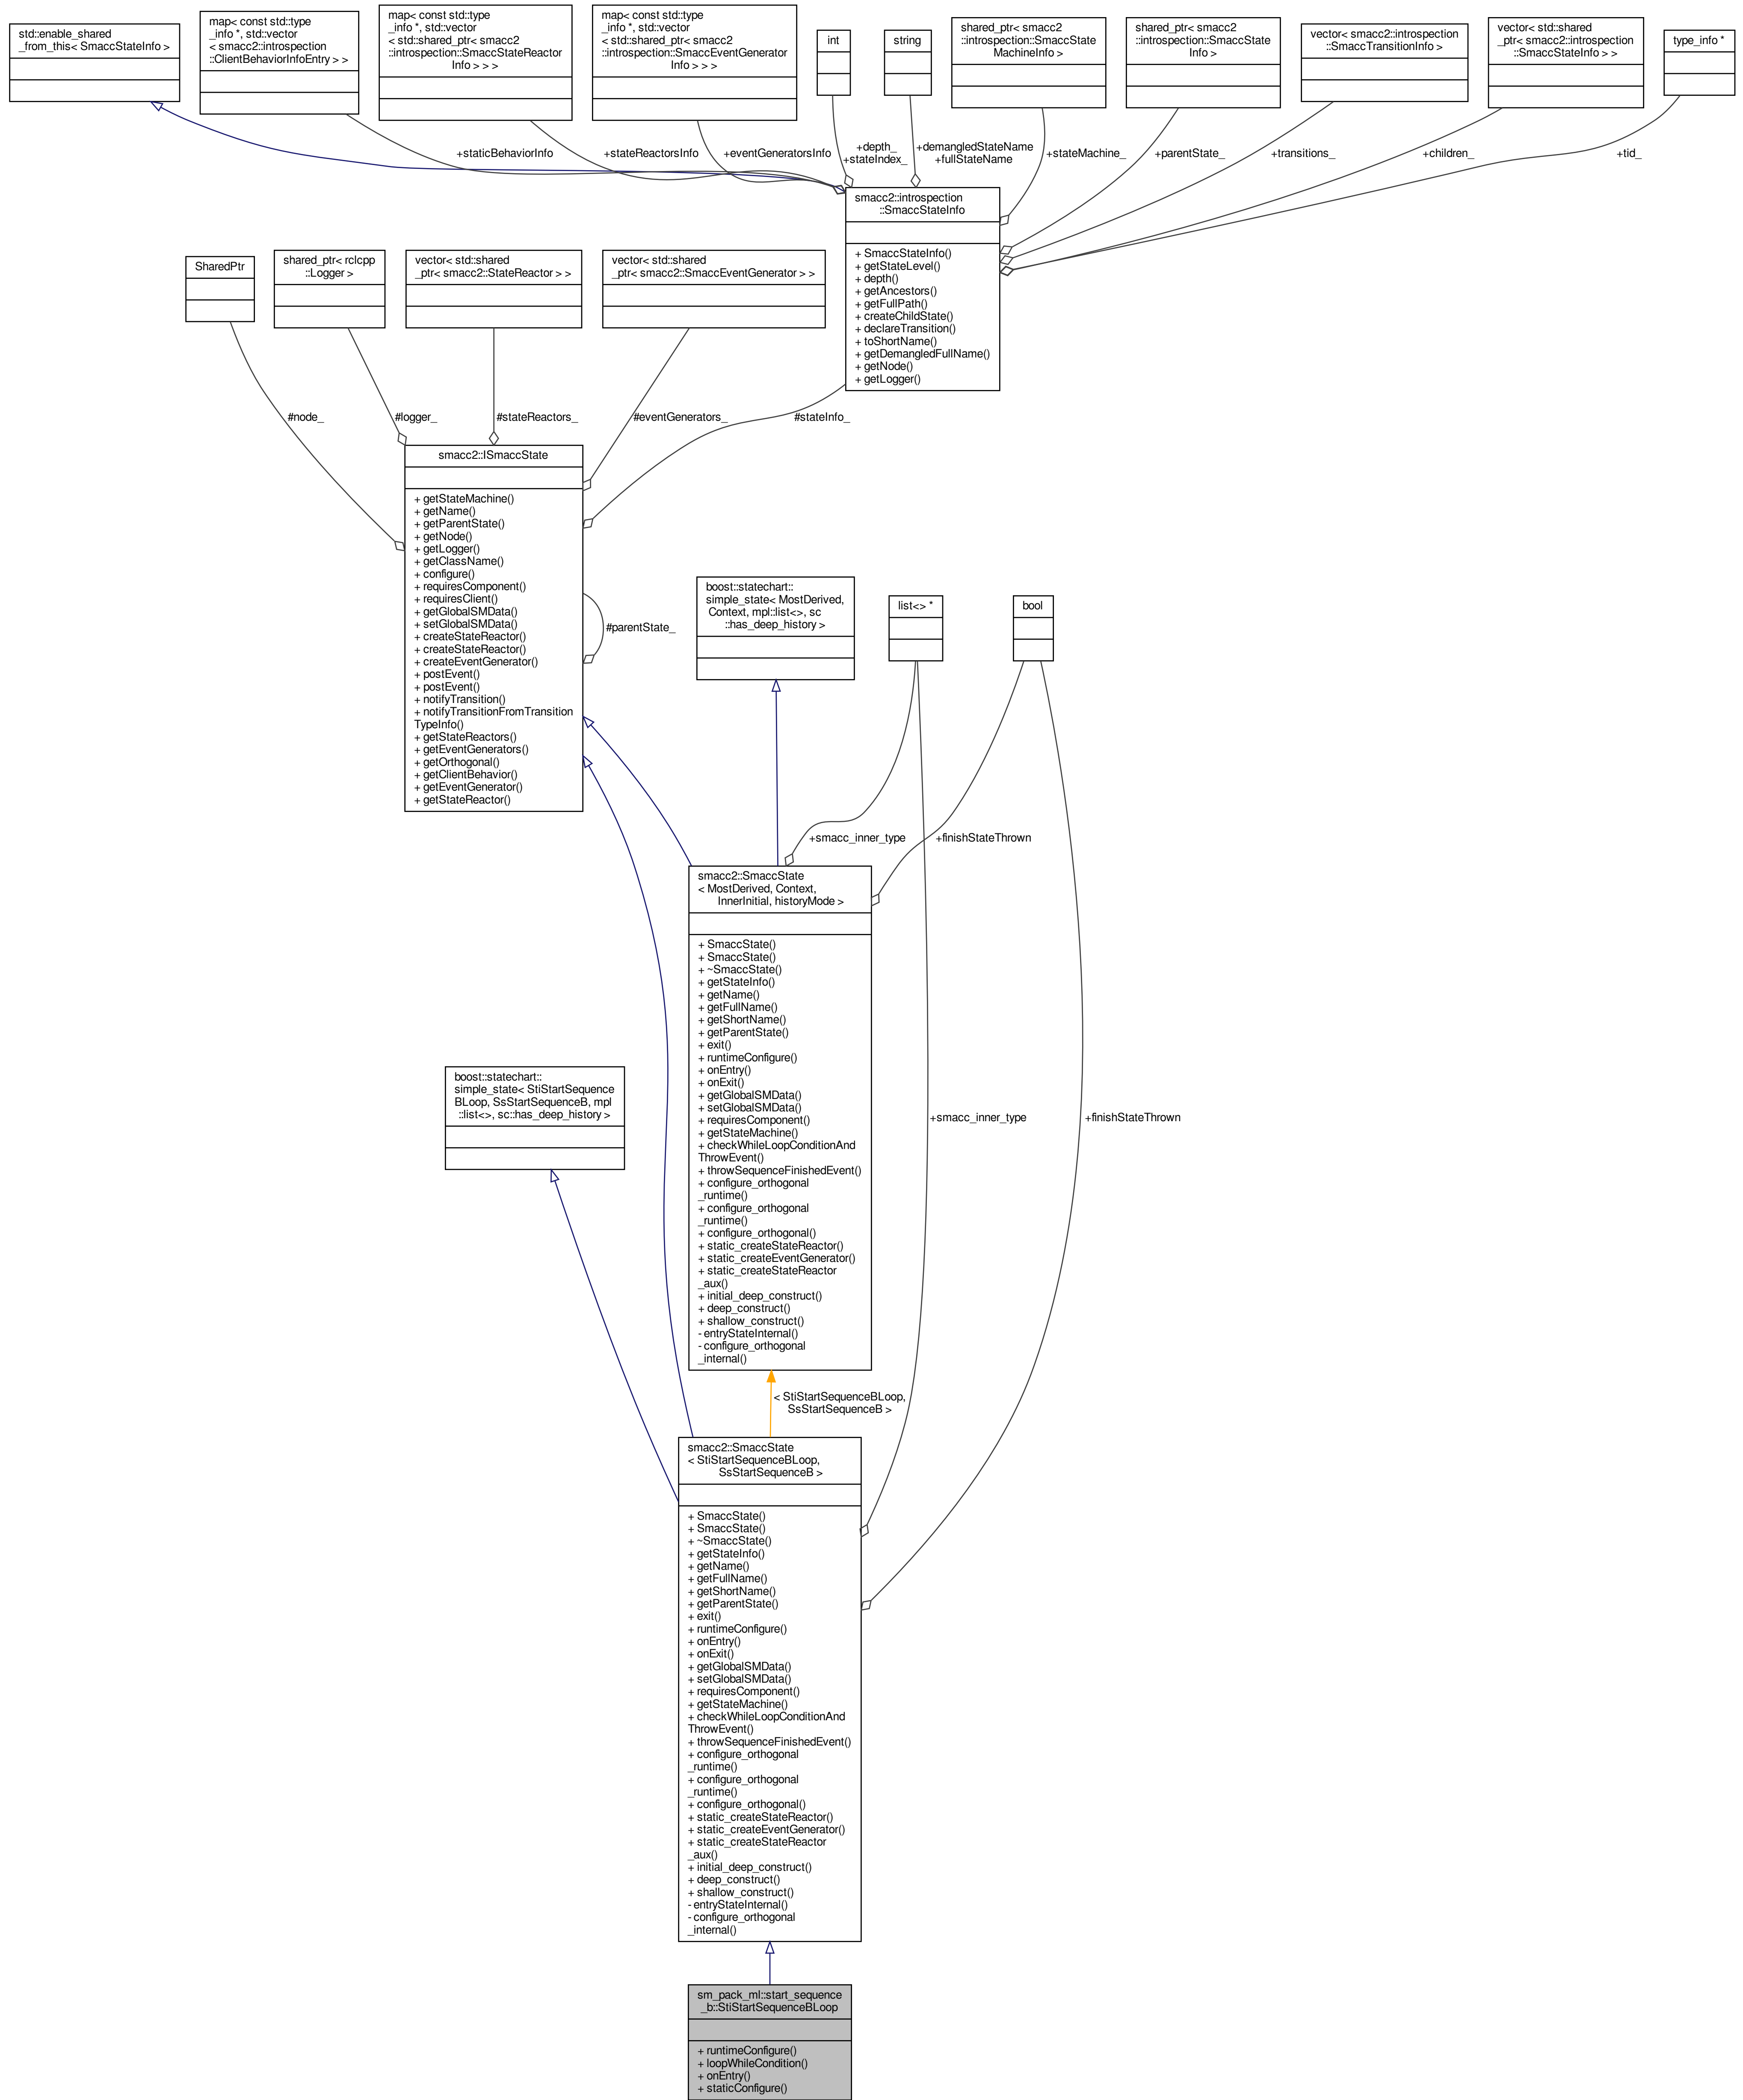 std::enable_shared
_from_this< SmaccStateInfo >
map< const std::type
_info *, std::vector
< smacc2::introspection
::ClientBehaviorInfoEntry > >
map< const std::type
_info *, std::vector
< std::shared_ptr< smacc2
::introspection::SmaccStateReactor
Info > > >
map< const std::type
_info *, std::vector
< std::shared_ptr< smacc2
::introspection::SmaccEventGenerator
Info > > >
int
string
shared_ptr< smacc2
::introspection::SmaccState
MachineInfo >
shared_ptr< smacc2
::introspection::SmaccState
Info >
vector< smacc2::introspection
::SmaccTransitionInfo >
vector< std::shared
_ptr< smacc2::introspection
::SmaccStateInfo > >
type_info *
+staticBehaviorInfo
+stateReactorsInfo
+eventGeneratorsInfo
+depth_
+stateIndex_
+demangledStateName
+fullStateName
+stateMachine_
+parentState_
+transitions_
+children_
+tid_
smacc2::introspection
::SmaccStateInfo
+ SmaccStateInfo()
+ getStateLevel()
+ depth()
+ getAncestors()
+ getFullPath()
+ createChildState()
+ declareTransition()
+ toShortName()
+ getDemangledFullName()
+ getNode()
+ getLogger()
SharedPtr
shared_ptr< rclcpp
::Logger >
vector< std::shared
_ptr< smacc2::StateReactor > >
vector< std::shared
_ptr< smacc2::SmaccEventGenerator > >
#node_
#logger_
#stateReactors_
#eventGenerators_
#stateInfo_
smacc2::ISmaccState
+ getStateMachine()
+ getName()
+ getParentState()
+ getNode()
+ getLogger()
+ getClassName()
+ configure()
+ requiresComponent()
+ requiresClient()
+ getGlobalSMData()
+ setGlobalSMData()
+ createStateReactor()
+ createStateReactor()
+ createEventGenerator()
+ postEvent()
+ postEvent()
+ notifyTransition()
+ notifyTransitionFromTransition
TypeInfo()
+ getStateReactors()
+ getEventGenerators()
+ getOrthogonal()
+ getClientBehavior()
+ getEventGenerator()
+ getStateReactor()
#parentState_
boost::statechart::
simple_state< MostDerived,
Context, mpl::list<>, sc
::has_deep_history >
list<> *
bool
+smacc_inner_type
+finishStateThrown
smacc2::SmaccState
< MostDerived, Context,
InnerInitial, historyMode >
+ SmaccState()
+ SmaccState()
+ ~SmaccState()
+ getStateInfo()
+ getName()
+ getFullName()
+ getShortName()
+ getParentState()
+ exit()
+ runtimeConfigure()
+ onEntry()
+ onExit()
+ getGlobalSMData()
+ setGlobalSMData()
+ requiresComponent()
+ getStateMachine()
+ checkWhileLoopConditionAnd
ThrowEvent()
+ throwSequenceFinishedEvent()
+ configure_orthogonal
_runtime()
+ configure_orthogonal
_runtime()
+ configure_orthogonal()
+ static_createStateReactor()
+ static_createEventGenerator()
+ static_createStateReactor
_aux()
+ initial_deep_construct()
+ deep_construct()
+ shallow_construct()
- entryStateInternal()
- configure_orthogonal
_internal()
boost::statechart::
simple_state< StiStartSequence
BLoop, SsStartSequenceB, mpl
::list<>, sc::has_deep_history >
+smacc_inner_type
+finishStateThrown
< StiStartSequenceBLoop,
SsStartSequenceB >
smacc2::SmaccState
< StiStartSequenceBLoop,
SsStartSequenceB >
+ SmaccState()
+ SmaccState()
+ ~SmaccState()
+ getStateInfo()
+ getName()
+ getFullName()
+ getShortName()
+ getParentState()
+ exit()
+ runtimeConfigure()
+ onEntry()
+ onExit()
+ getGlobalSMData()
+ setGlobalSMData()
+ requiresComponent()
+ getStateMachine()
+ checkWhileLoopConditionAnd
ThrowEvent()
+ throwSequenceFinishedEvent()
+ configure_orthogonal
_runtime()
+ configure_orthogonal
_runtime()
+ configure_orthogonal()
+ static_createStateReactor()
+ static_createEventGenerator()
+ static_createStateReactor
_aux()
+ initial_deep_construct()
+ deep_construct()
+ shallow_construct()
- entryStateInternal()
- configure_orthogonal
_internal()
sm_pack_ml::start_sequence
_b::StiStartSequenceBLoop
+ runtimeConfigure()
+ loopWhileCondition()
+ onEntry()
+ staticConfigure()